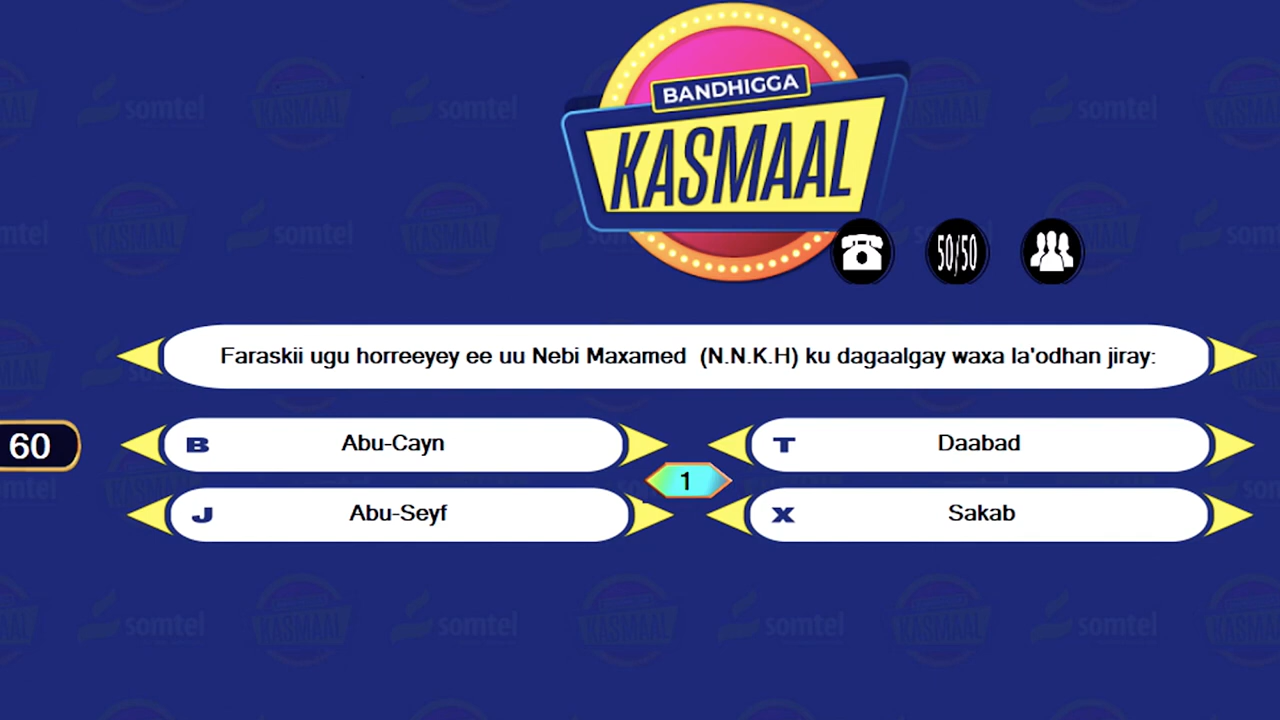 BANDHIGGA
KASMAAL
50/50
Faraskii ugu horreeyey ee uu Nebi Maxamed (N.N.K.H) ku dagaalgay waxa la'odhan jiray:
60
B Abu-Cayn
T Daabad
1
J Abu-Seyf
X Sakab
somtel